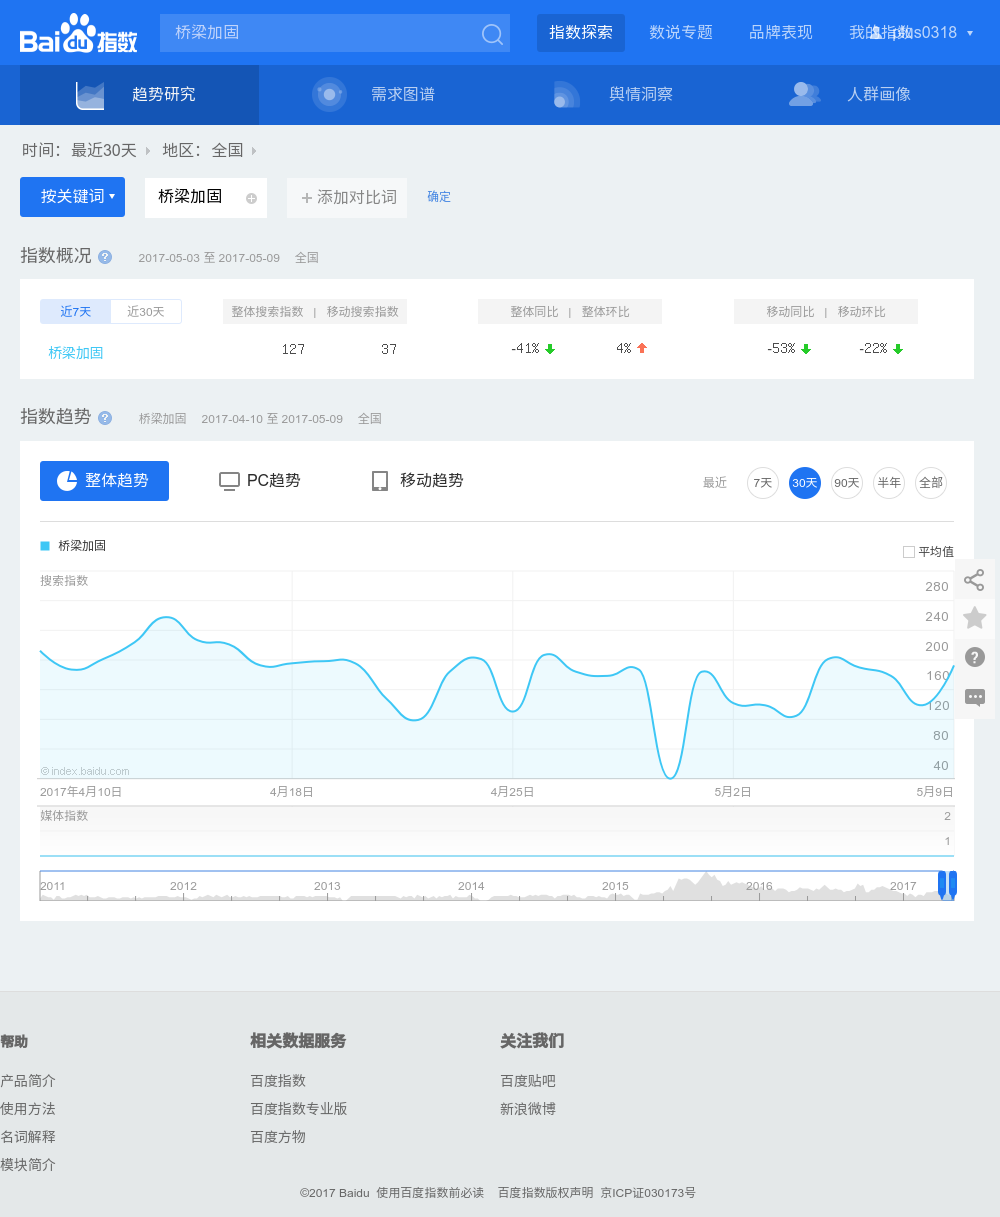 Bai du 指数
桥梁加固
指数探索 数说专题 品牌表现 我的指数 plus0318
趋势研究 需求图谱 舆情洞察 人群画像
时间： 最近30天 地区： 全国
按关键词 桥梁加固 +添加对比词 确定
指数概况 ? 2017-05-03 至 2017-05-09 全国
近7天 近30天 整体搜索指数 | 移动搜索指数 整体同比 | 整体环比 移动同比 | 移动环比
桥梁加固 127 37 -41% 4% -53% -22%
指数趋势 ? 桥梁加固 2017-04-10 至 2017-05-09 全国
整体趋势 PC趋势 移动趋势 最近 7天 30天 90天 半年 全部
桥梁加固
平均值
搜索指数
280
240
200
160
120
80
40
©index.baidu.com
2017年4月10日 4月18日 4月25日 5月2日 5月9日
媒体指数 2
1
2011 2012 2013 2014 2015 2016 2017
帮助 相关数据服务 关注我们
产品简介 百度指数 百度贴吧
使用方法 百度指数专业版 新浪微博
名词解释 百度方物
模块简介
©2017 Baidu 使用百度指数前必读 百度指数版权声明 京ICP证030173号